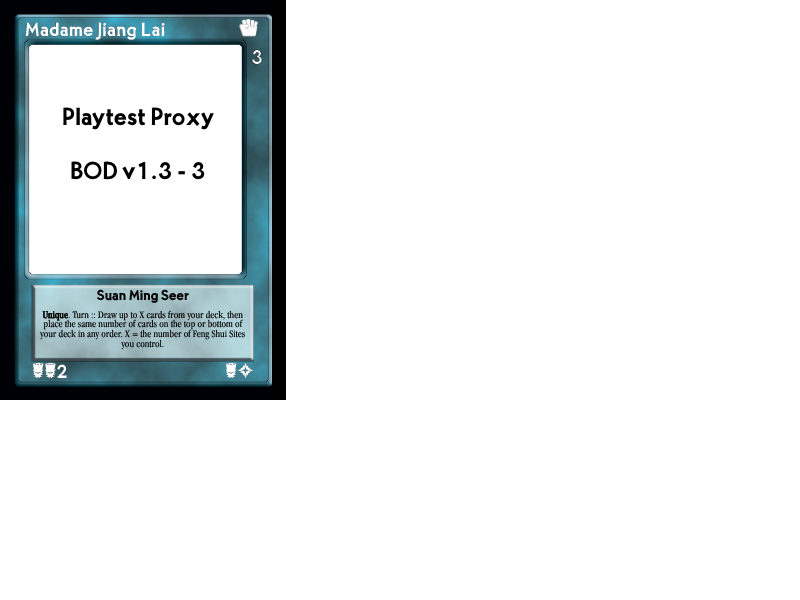 Madame Jiang Lai
3
Playtest Proxy
BOD v1.3 - 3
Suan Ming Seer
Unique. Turn :: Draw up to X cards from your deck, then
place the same number of cards on the top or bottom of
your deck in any order. X = the number of Feng Shui Sites
you control.
2